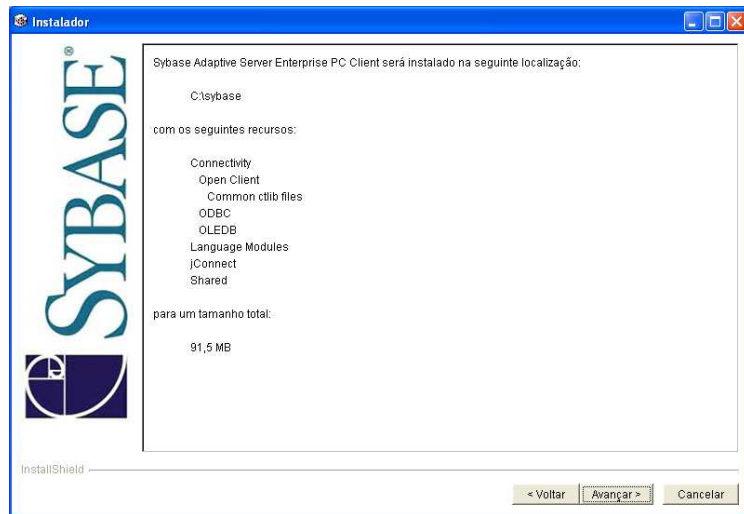 Instalador
SYBASE®
Sybase Adaptive Server Enterprise PC Client será instalado na seguinte localização:
C:\sybase
com os seguintes recursos:
Connectivity
Open Client
Common ctlib files
ODBC
OLEDB
Language Modules
jConnect
Shared
para um tamanho total:
91,5 MB
InstallShield
< Voltar
Avançar >
Cancelar